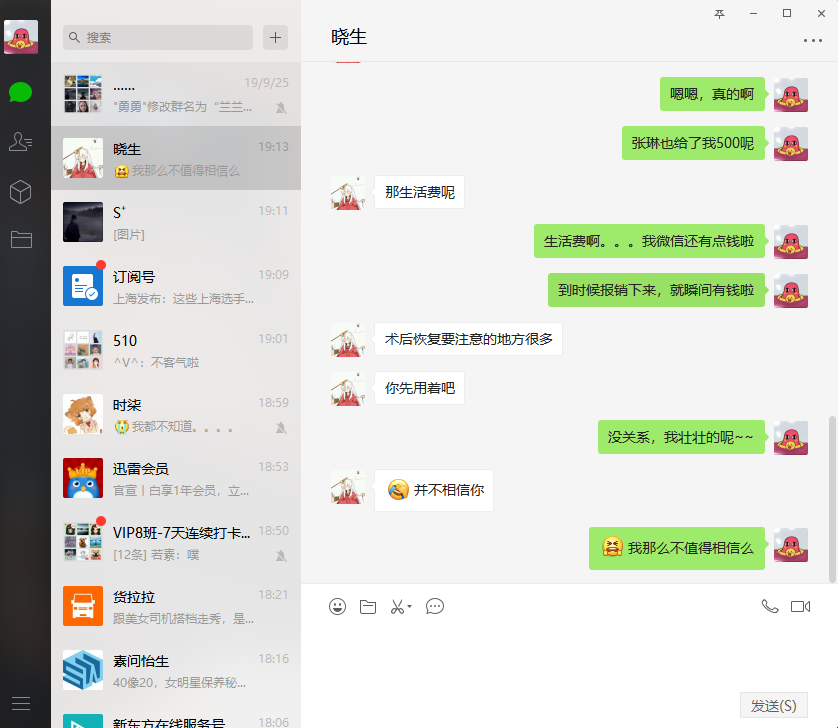 搜索
......
19/9/25
"勇勇"修改群名为“兰兰...
晓生
19:13
我那么不值得相信么
S+
19:11
[图片]
订阅号
19:09
上海发布：这些上海选手...
510
19:01
^V^：不客气啦
时柒
18:59
我都不知道。。。。
迅雷会员
18:53
官宣丨白享1年会员，立...
VIP8班-7天连续打卡...
18:50
[12条] 若素：噗
货拉拉
18:21
跟美女司机搭档走秀，是...
素问怡生
18:16
40像20，女明星保养秘...
新东方在线服务号
18:06
晓生
嗯嗯，真的啊
张琳也给了我500呢
那生活费呢
生活费啊。。。我微信还有点钱啦
到时候报销下来，就瞬间有钱啦
术后恢复要注意的地方很多
你先用着吧
没关系，我壮壮的呢~~
并不相信你
我那么不值得相信么
发送(S)